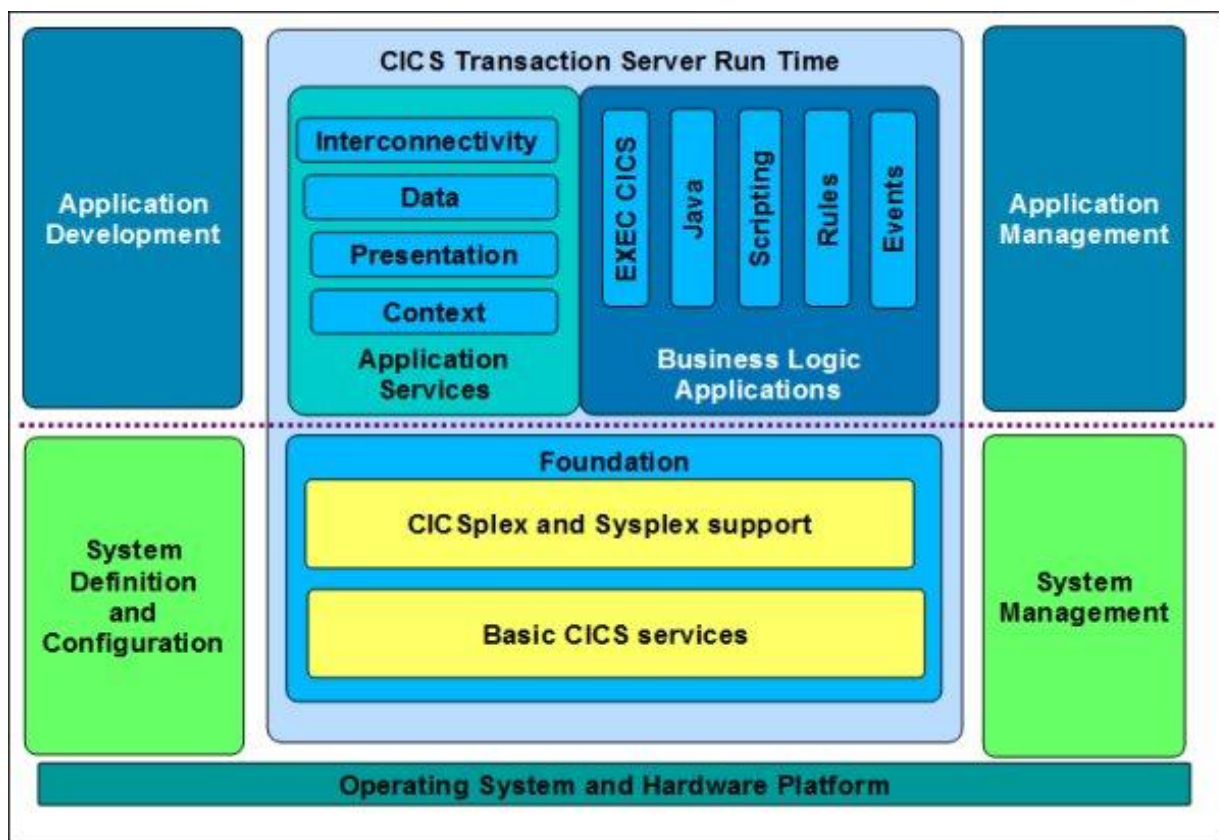 CICS Transaction Server Run Time
Application
Development
Interconnectivity
Data
Presentation
Context
Application
Services
EXEC CICS
Java
Scripting
Rules
Events
Business Logic
Applications
Application
Management
System
Definition
and
Configuration
Foundation
CICSplex and Sysplex support
Basic CICS services
System
Management
Operating System and Hardware Platform